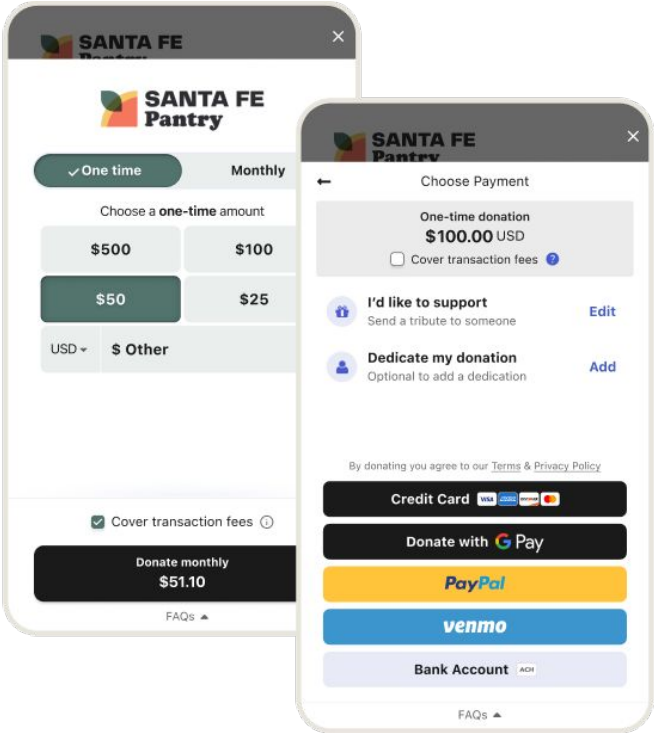 SANTA FE
Pantry
SANTA FE
Pantry
One time
Monthly
Choose a one-time amount
$500
$100
$50
$25
USD
$ Other
Cover transaction fees
Donate monthly
$51.10
FAQs
SANTA FE
Pantry
Choose Payment
One-time donation
$100.00 USD
Cover transaction fees ?
I'd like to support
Send a tribute to someone
Edit
Dedicate my donation
Optional to add a dedication
Add
By donating you agree to our Terms & Privacy Policy
Credit Card VISA
Donate with G Pay
PayPal
venmo
Bank Account ACH
FAQs